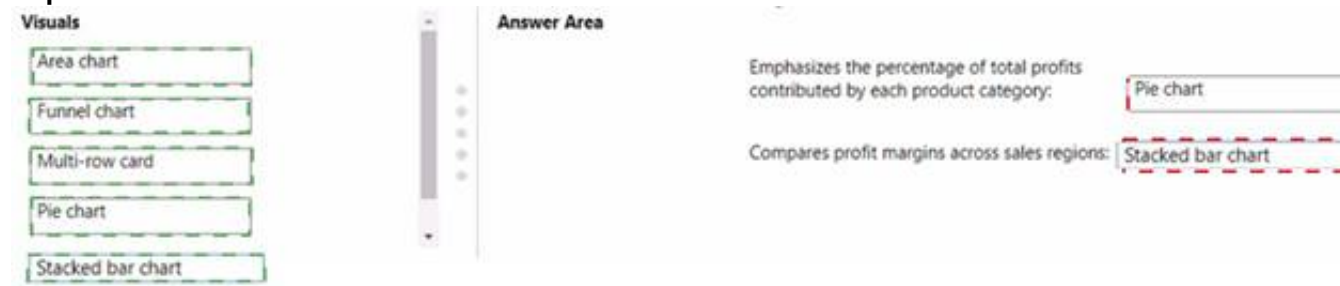 Visuals
Area chart
Funnel chart
Multi-row card
Pie chart
Stacked bar chart
Answer Area
Emphasizes the percentage of total profits
contributed by each product category:
Pie chart
Compares profit margins across sales regions:
Stacked bar chart